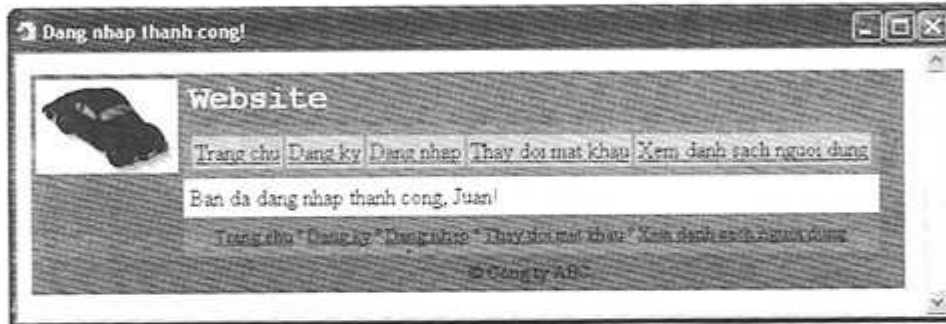 Dang nhap thanh cong!
Website
Trang chu Dang ky Dang nhap Thay doi mat khau Xem danh sach nguoi dung
Ban da dang nhap thanh cong, Juan!
Trang chu * Dang ky * Dang nhap * Thay doi mat khau * Xem danh sach nguoi dung
© Cong ty ABC